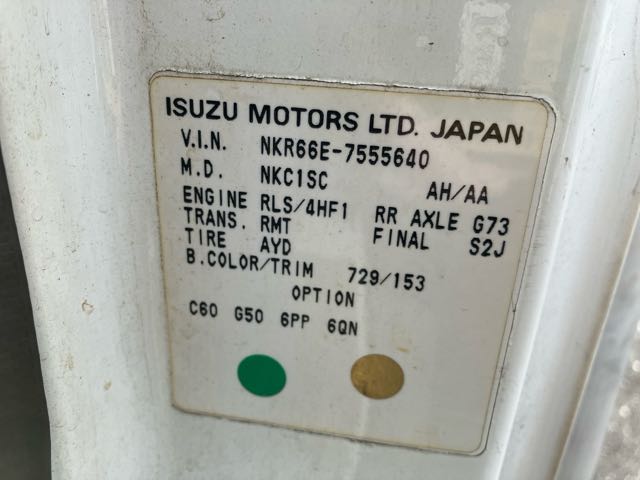 ISUZU MOTORS LTD. JAPAN
V.I.N. NKR66E-7555640
M.D. NKC1SC AH/AA
ENGINE RLS/4HF1 RR AXLE G73
TRANS. RMT FINAL S2J
TIRE AYD
B.COLOR/TRIM 729/153
OPTION
C60 G50 6PP 6QN